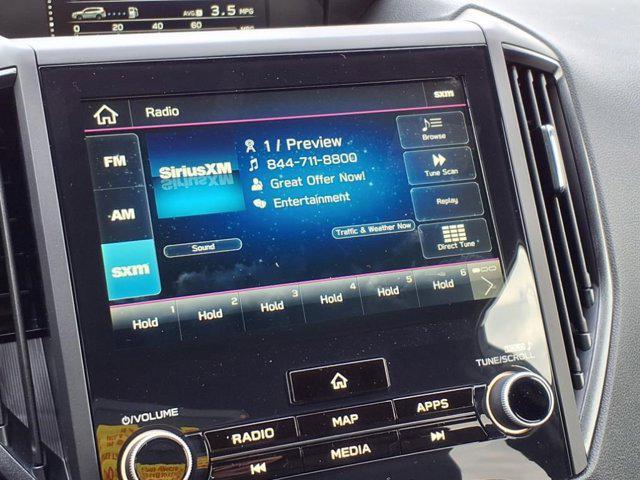 AVG B 3.5 MPG
0 20 40 60 MPG
Radio
sxm
FM
AM
sxm
SiriusXM
1 / Preview
844-711-8800
Great Offer Now!
Entertainment
Browse
Tune Scan
Replay
Direct Tune
Sound
Traffic & Weather Now
1 2 3 4 5 6
Hold Hold Hold Hold Hold Hold
TUNE/SCROLL
VOLUME
RADIO MAP APPS
MEDIA